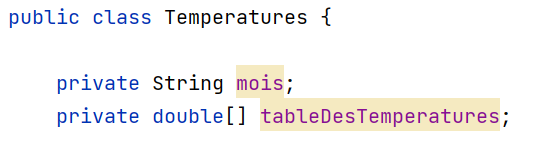 public class Temperatures {
private String mois;
private double[] tableDesTemperatures;